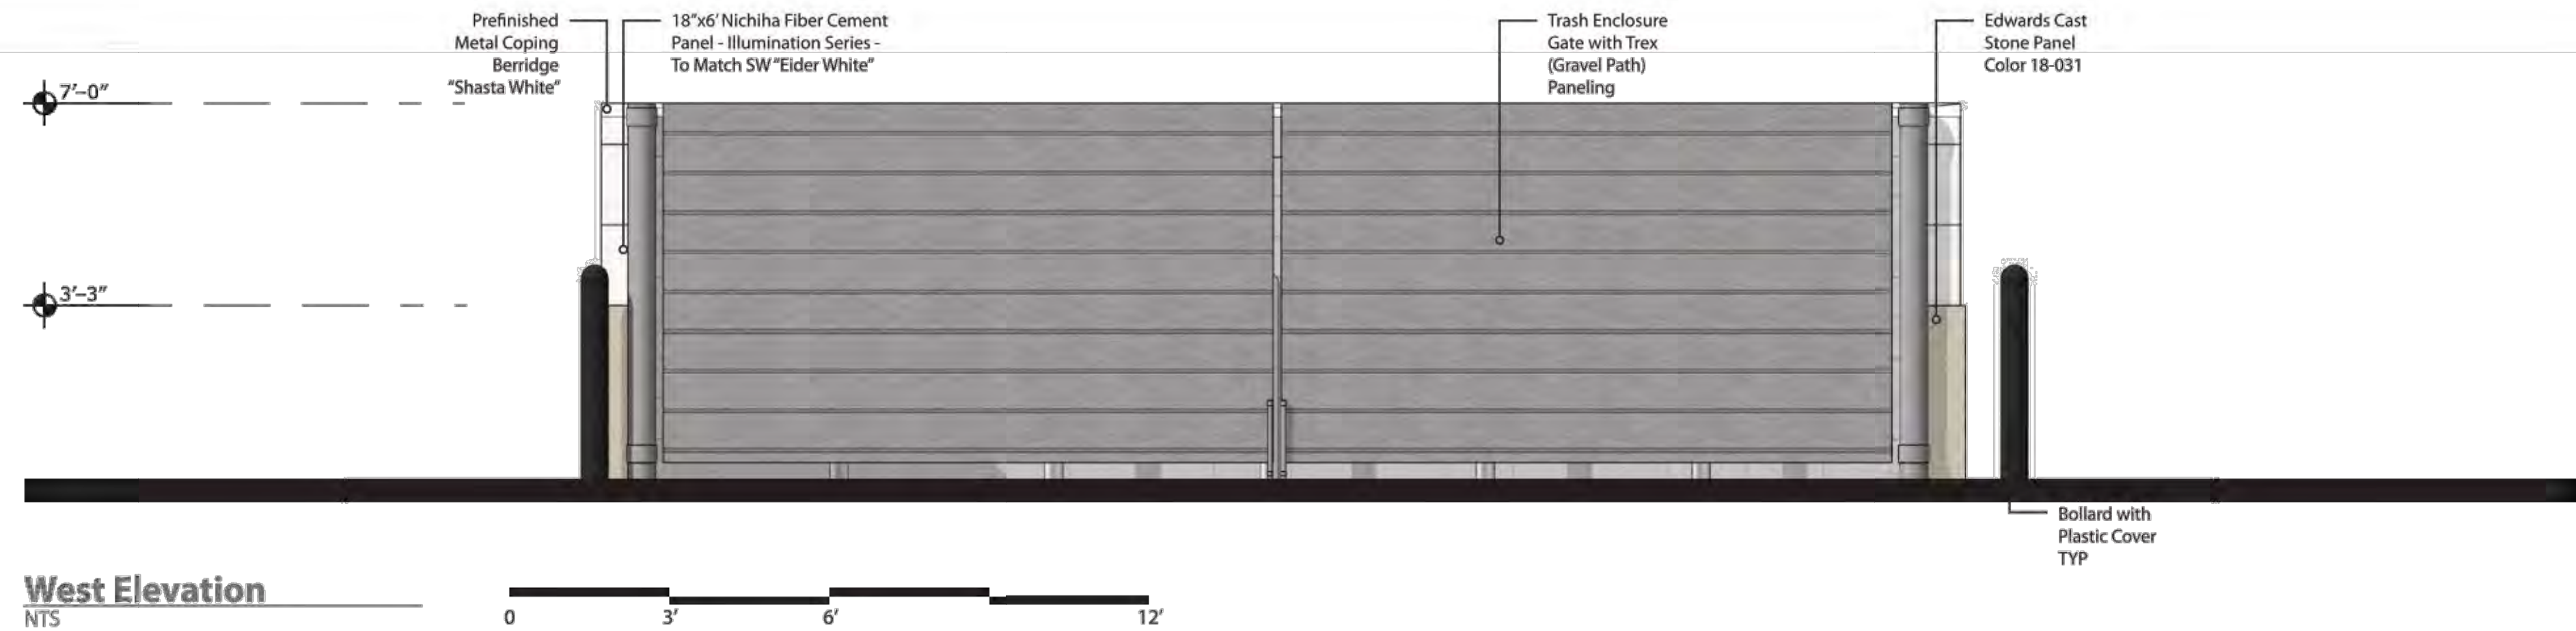 Prefinished
Metal Coping
Berridge
“Shasta White”
18”x6’ Nichiha Fiber Cement
Panel - Illumination Series -
To Match SW “Eider White”
Trash Enclosure
Gate with Trex
(Gravel Path)
Paneling
Edwards Cast
Stone Panel
Color 18-031
7’–0”
3’–3”
Bollard with
Plastic Cover
TYP
West Elevation
NTS
0 3’ 6’ 12’